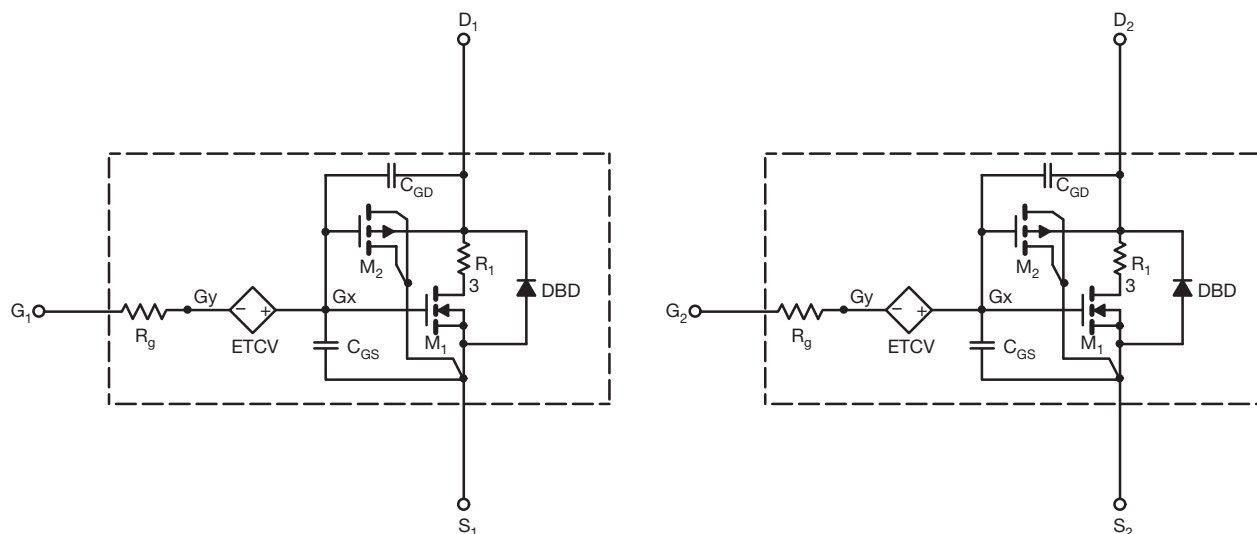 D1
D2
CGD
CGD
M2
R1
3
DBD
M2
R1
3
DBD
G1
Rg
Gy
ETCV
Gx
M1
CGS
G2
Rg
Gy
ETCV
Gx
M1
CGS
S1
S2